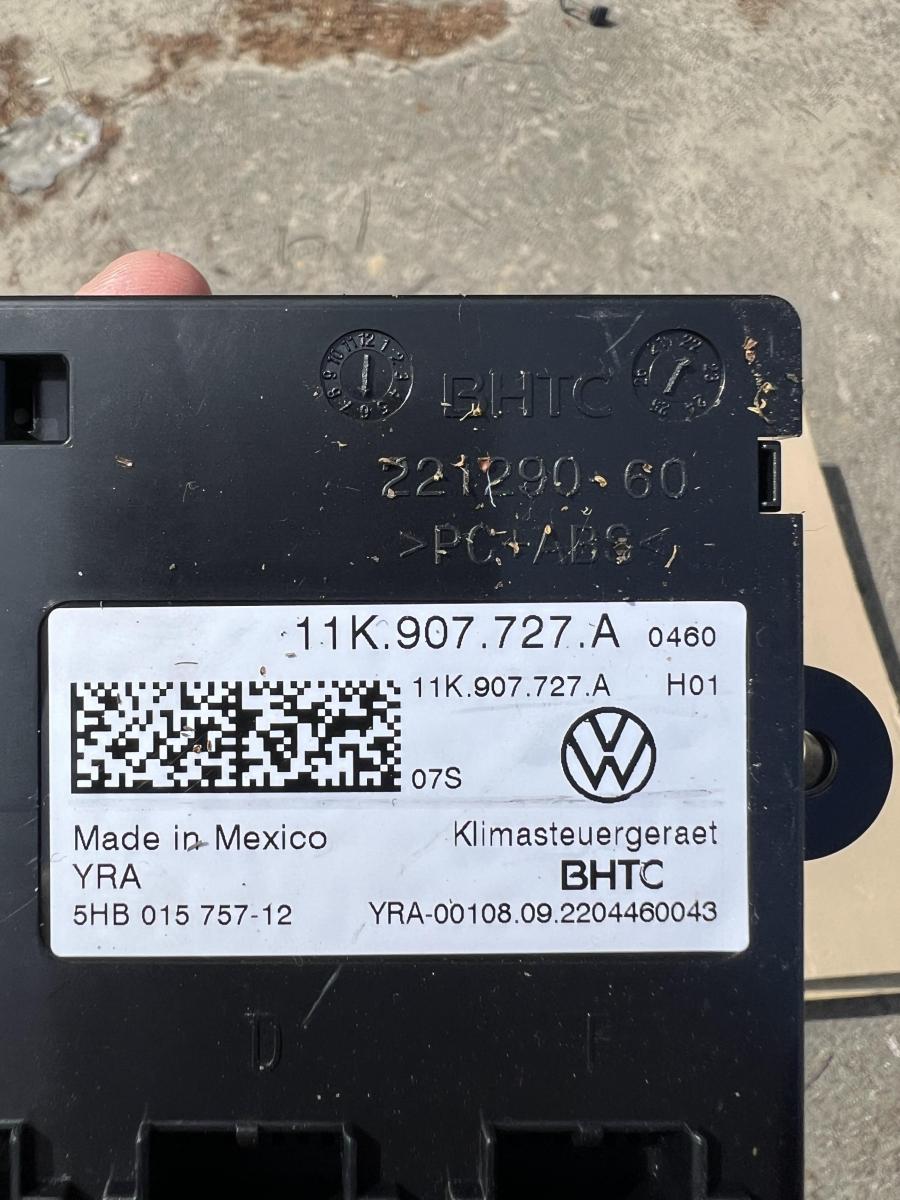 BHTC
221290 60
>PC+ABS<
11K.907.727.A 0460
11K.907.727.A H01
07S
Made in Mexico
Klimasteuergeraet
YRA
BHTC
5HB 015 757-12
YRA-00108.09.2204460043
D
F